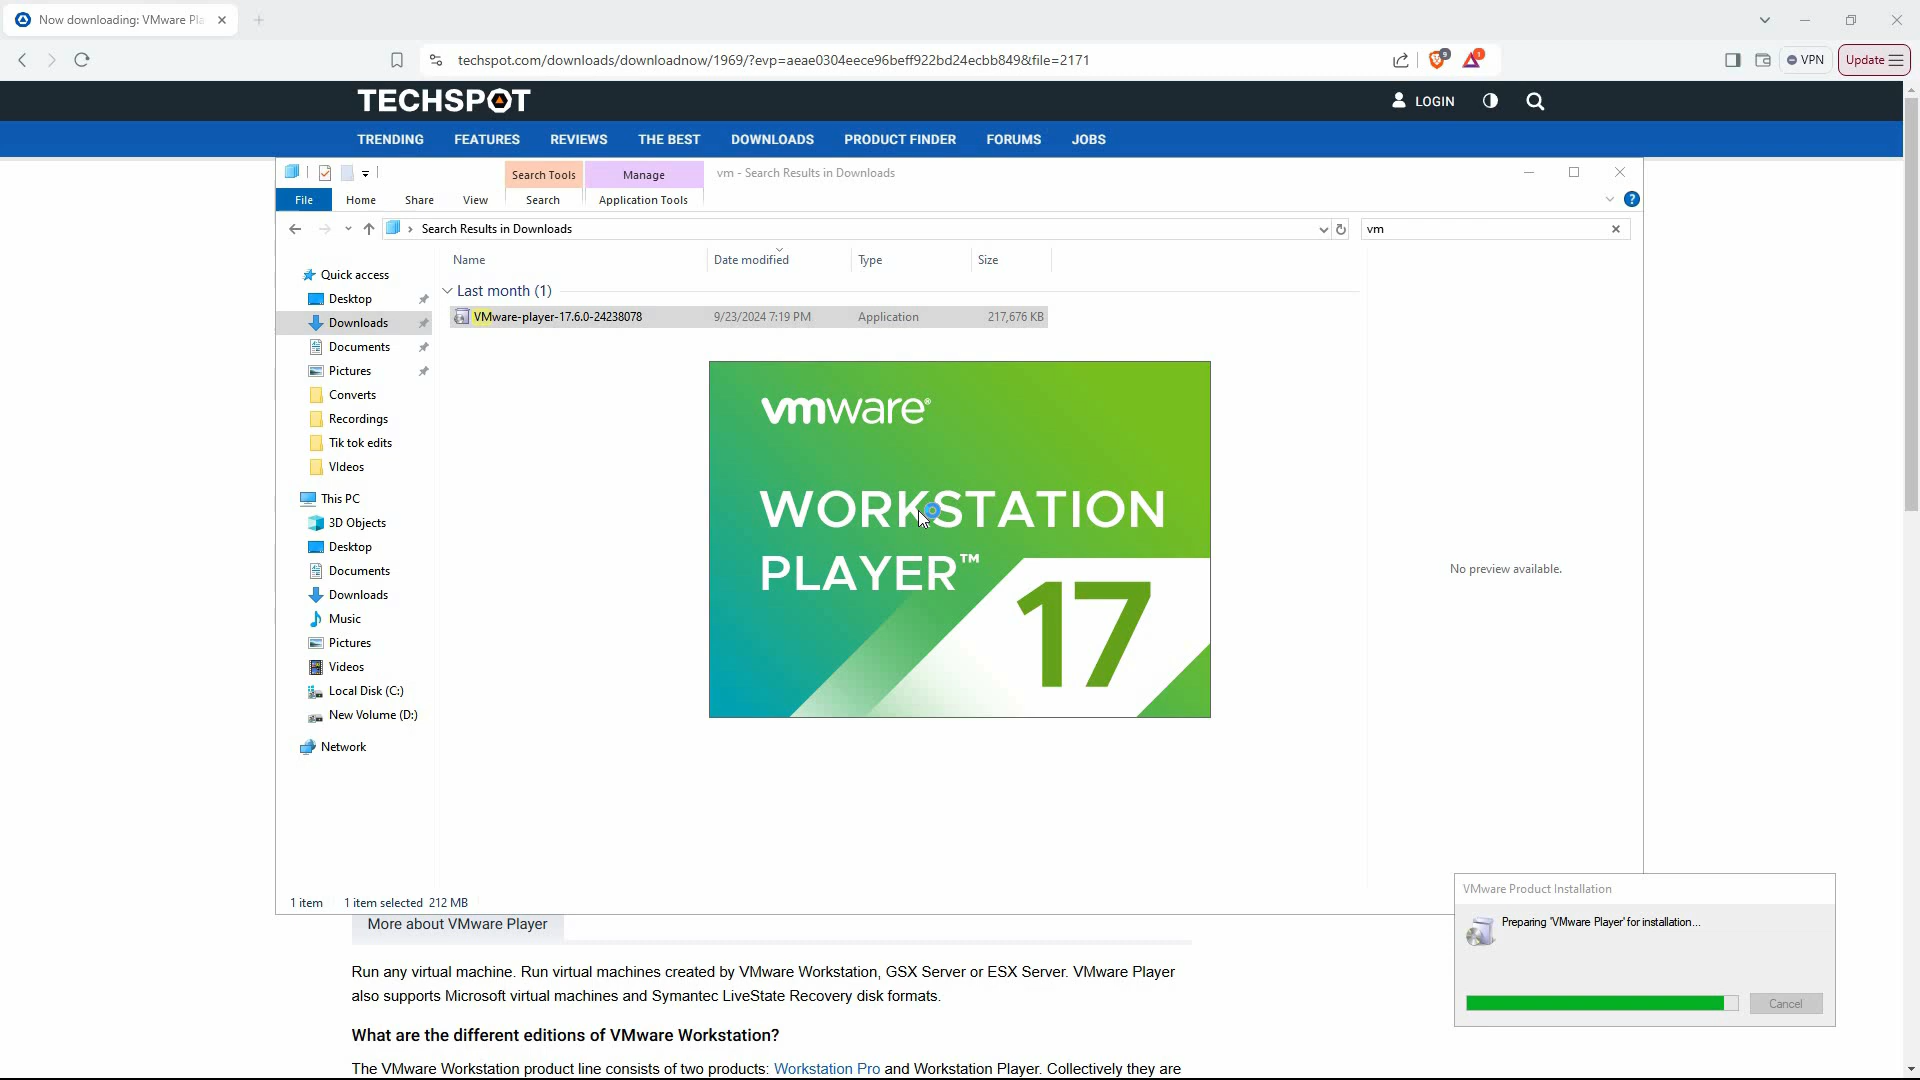 Now downloading: VMware Pla
techspot.com/downloads/downloadnow/1969/?evp=aeae0304eece96beff922bd24ecbb849&file=2171
9
1
VPN
Update
TECHSPOT
LOGIN
TRENDING FEATURES REVIEWS THE BEST DOWNLOADS PRODUCT FINDER FORUMS JOBS
Search Tools Manage vm - Search Results in Downloads
File Home Share View Search Application Tools
Search Results in Downloads
vm
Name Date modified Type Size
Last month (1)
VMware-player-17.6.0-24238078 9/23/2024 7:19 PM Application 217,676 KB
Quick access
Desktop
Downloads
Documents
Pictures
Converts
Recordings
Tik tok edits
VIdeos
This PC
3D Objects
Desktop
Documents
Downloads
Music
Pictures
Videos
Local Disk (C:)
New Volume (D:)
Network
vmware®
WORKSTATION
PLAYER™
17
No preview available.
1 item 1 item selected 212 MB
VMware Product Installation
Preparing 'VMware Player' for installation...
Cancel
More about VMware Player
Run any virtual machine. Run virtual machines created by VMware Workstation, GSX Server or ESX Server. VMware Player
also supports Microsoft virtual machines and Symantec LiveState Recovery disk formats.
What are the different editions of VMware Workstation?
The VMware Workstation product line consists of two products: Workstation Pro and Workstation Player. Collectively they are